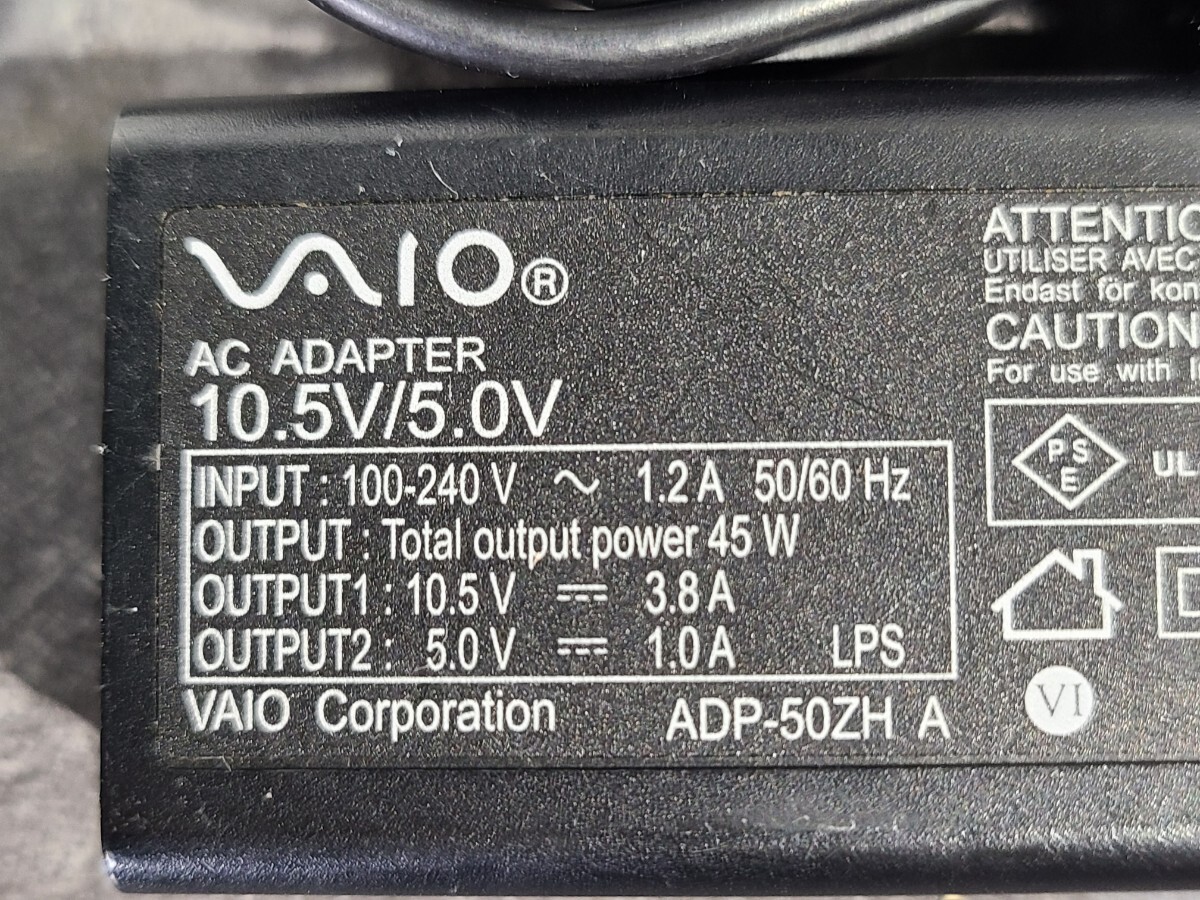 VAIO®
AC ADAPTER
10.5V/5.0V
INPUT : 100-240 V ～ 1.2 A 50/60 Hz
OUTPUT : Total output power 45 W
OUTPUT1 : 10.5 V ⎓ 3.8 A
OUTPUT2 : 5.0 V ⎓ 1.0 A LPS
VAIO Corporation ADP-50ZH A
ATTENTIO
UTILISER AVEC
Endast för kon
CAUTION
For use with
PSE
UL
VI